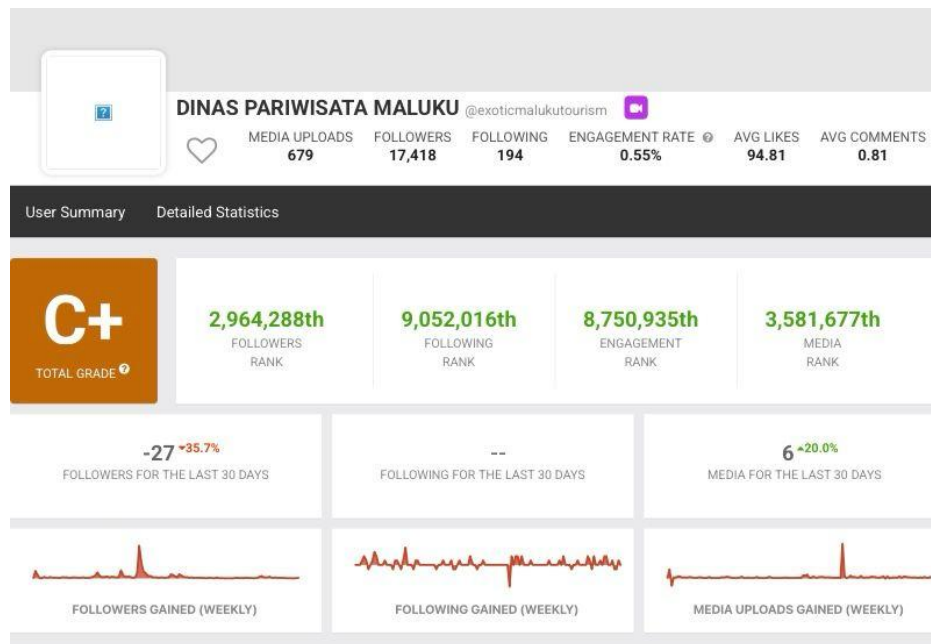 DINAS PARIWISATA MALUKU @exoticmalukutourism
MEDIA UPLOADS FOLLOWERS FOLLOWING ENGAGEMENT RATE AVG LIKES AVG COMMENTS
679 17,418 194 0.55% 94.81 0.81
User Summary Detailed Statistics
C+
TOTAL GRADE
2,964,288th 9,052,016th 8,750,935th 3,581,677th
FOLLOWERS FOLLOWING ENGAGEMENT MEDIA
RANK RANK RANK RANK
-27 35.7% -- 6 20.0%
FOLLOWERS FOR THE LAST 30 DAYS FOLLOWING FOR THE LAST 30 DAYS MEDIA FOR THE LAST 30 DAYS
FOLLOWERS GAINED (WEEKLY) FOLLOWING GAINED (WEEKLY) MEDIA UPLOADS GAINED (WEEKLY)